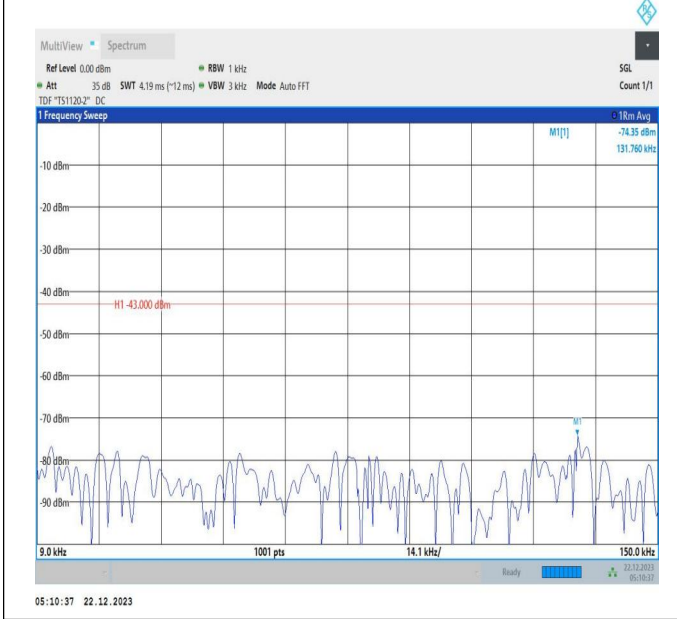 R&S
MultiView Spectrum
Ref Level 0.00 dBm RBW 1 kHz SGL
Att 35 dB SWT 4.19 ms (~12 ms) VBW 3 kHz Mode Auto FFT Count 1/1
TDF "TS1120-2" DC
1 Frequency Sweep 1Rm Avg
M1[1] -74.35 dBm
131.760 kHz
-10 dBm
-20 dBm
-30 dBm
-40 dBm
H1 -43.000 dBm
-50 dBm
-60 dBm
-70 dBm
M1
-80 dBm
-90 dBm
9.0 kHz 1001 pts 14.1 kHz/ 150.0 kHz
Ready 22.12.2023
05:10:37
05:10:37 22.12.2023